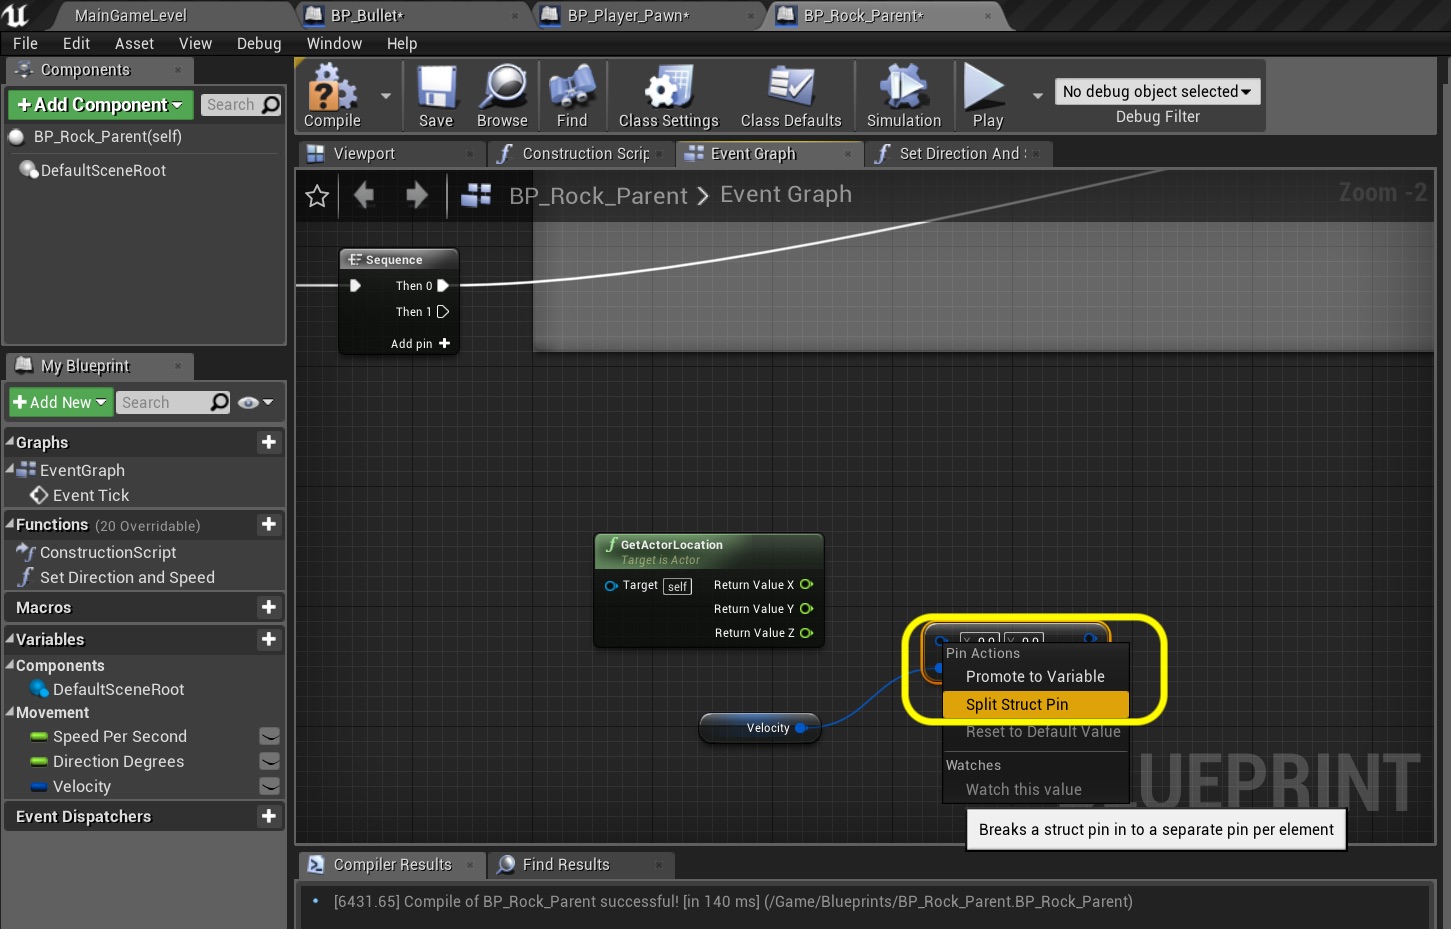 MainGameLevel
BP_Bullet*
BP_Player_Pawn*
BP_Rock_Parent*
File Edit Asset View Debug Window Help
Components
Add Component
Search
BP_Rock_Parent(self)
DefaultSceneRoot
Compile
Save
Browse
Find
Class Settings
Class Defaults
Simulation
Play
No debug object selected
Debug Filter
Viewport
Construction Scrip
Event Graph
Set Direction And
BP_Rock_Parent > Event Graph
Zoom -2
Sequence
Then 0
Then 1
Add pin
My Blueprint
Add New
Search
Graphs
EventGraph
Event Tick
Functions (20 Overridable)
ConstructionScript
Set Direction and Speed
Macros
Variables
Components
DefaultSceneRoot
Movement
Speed Per Second
Direction Degrees
Velocity
Event Dispatchers
f GetActorLocation
Target is Actor
Target self
Return Value X
Return Value Y
Return Value Z
Velocity
X 0.0 Y 0.0
Pin Actions
Promote to Variable
Split Struct Pin
Reset to Default Value
Watches
Watch this value
LUEPRINT
Breaks a struct pin in to a separate pin per element
Compiler Results
Find Results
[6431.65] Compile of BP_Rock_Parent successful! [in 140 ms] (/Game/Blueprints/BP_Rock_Parent.BP_Rock_Parent)